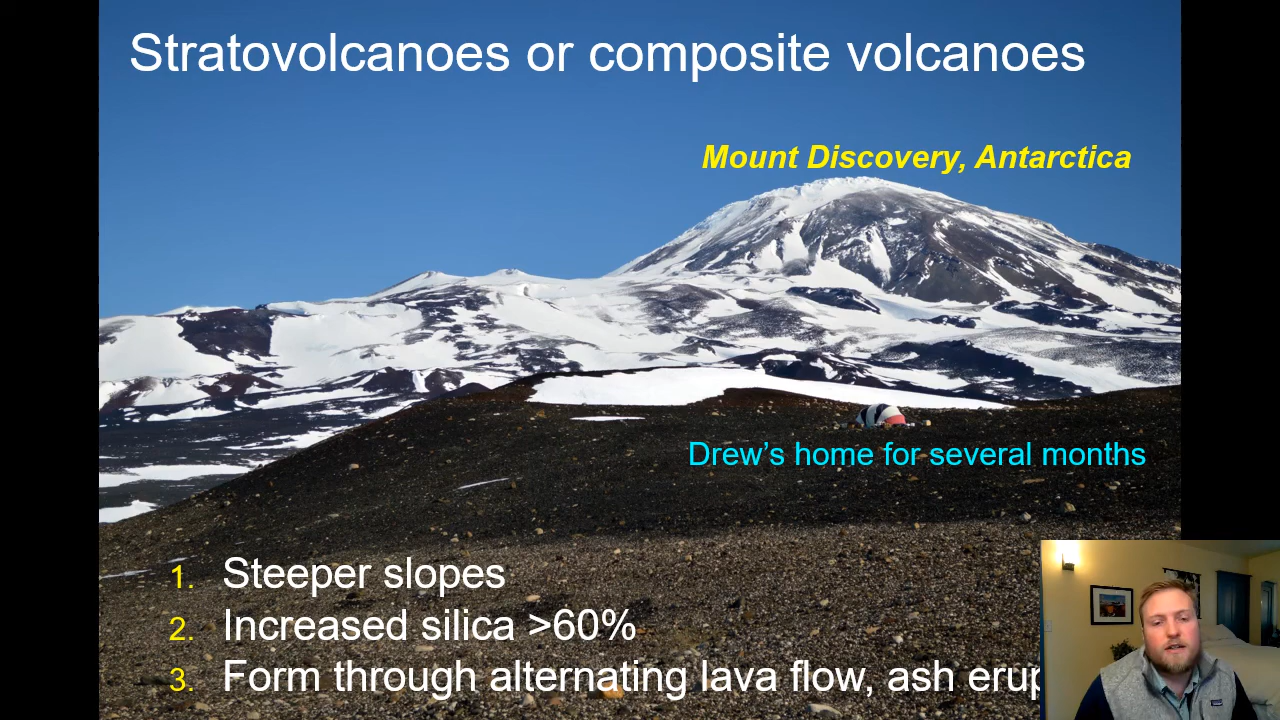 Stratovolcanoes or composite volcanoes
Mount Discovery, Antarctica
Drew’s home for several months
1. Steeper slopes
2. Increased silica >60%
3. Form through alternating lava flow, ash erup